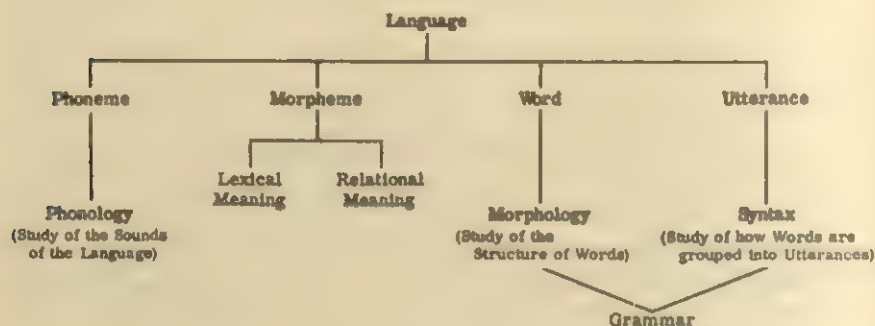 Language
Phoneme Morpheme Word Utterance
Lexical Meaning
Relational Meaning
Phonology
(Study of the Sounds
of the Language)
Morphology
(Study of the
Structure of Words)
Syntax
(Study of how Words are
grouped into Utterances)
Grammar